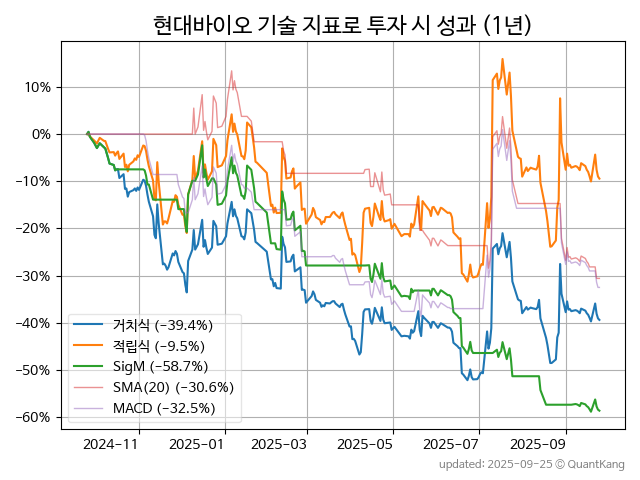 현대바이오 기술 지표로 투자 시 성과 (1년)
10%
0%
−10%
−20%
−30%
−40%
−50%
−60%
거치식 (−39.4%)
적립식 (−9.5%)
SigM (−58.7%)
SMA(20) (−30.6%)
MACD (−32.5%)
2024−11 2025−01 2025−03 2025−05 2025−07 2025−09
updated: 2025−09−25 © QuantKang